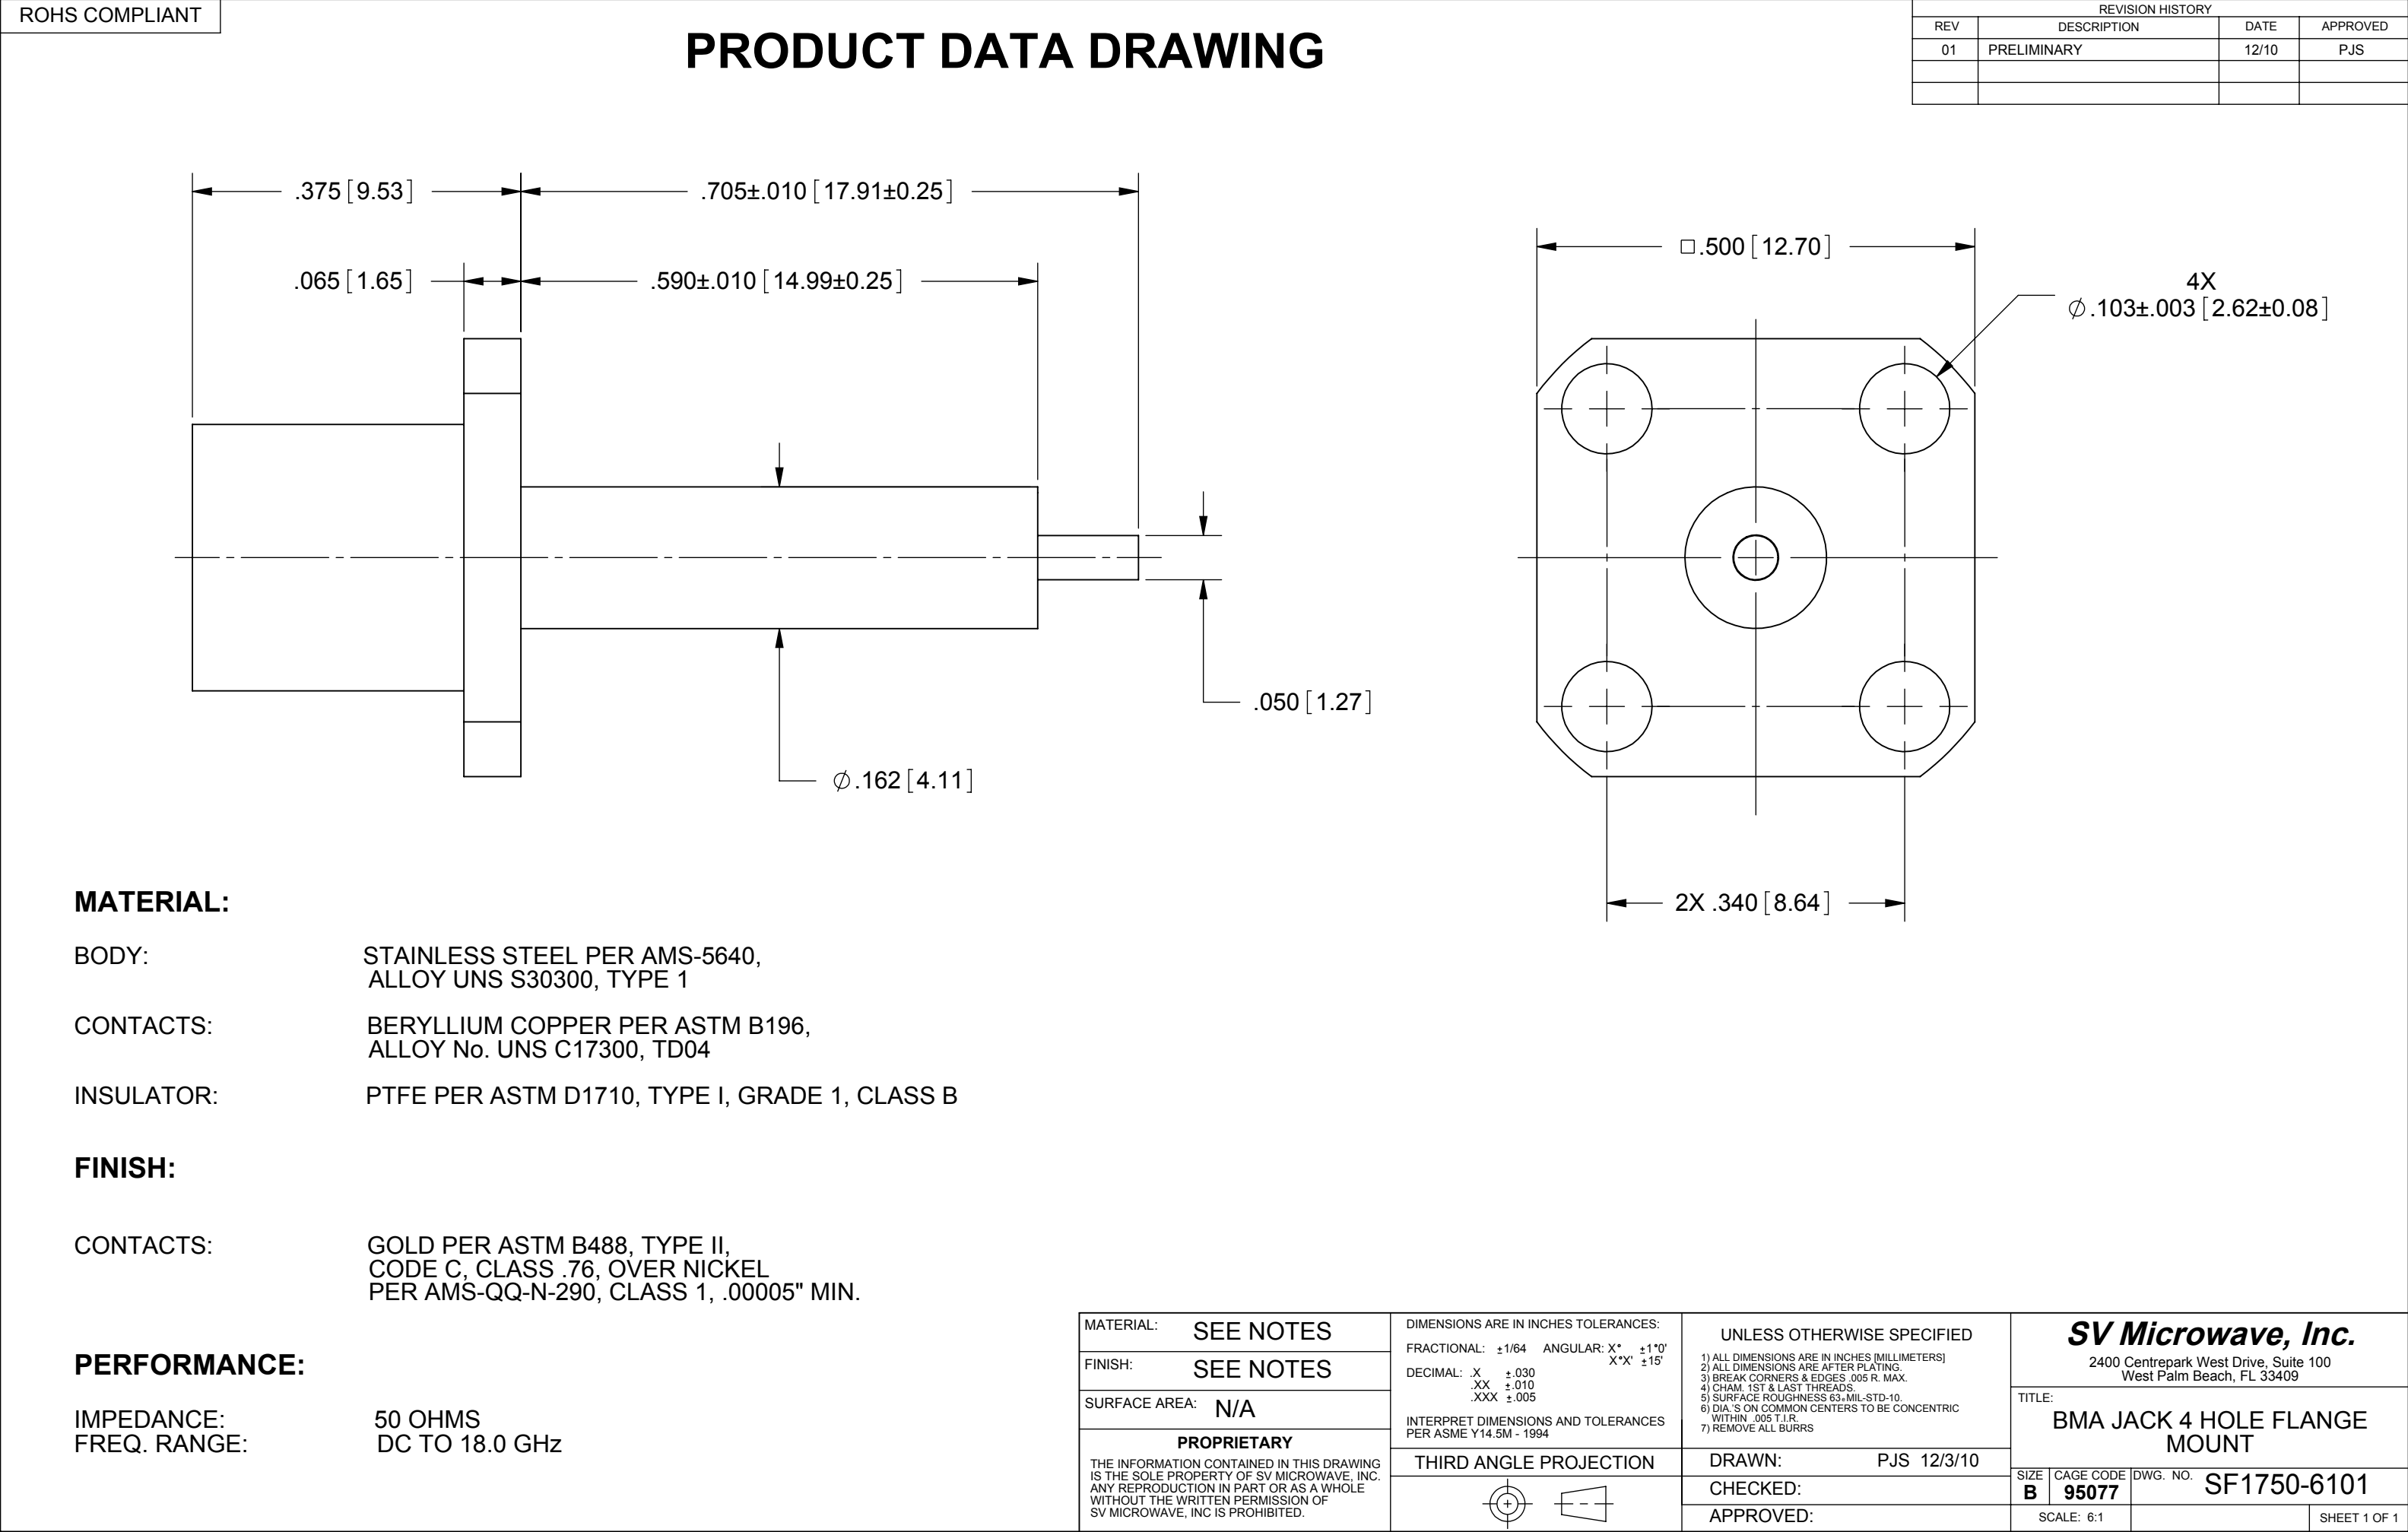 ROHS COMPLIANT
PRODUCT DATA DRAWING
REVISION HISTORY
REV DESCRIPTION DATE APPROVED
01 PRELIMINARY 12/10 PJS
.375 [9.53]
.705±.010 [17.91±0.25]
.065 [1.65]
.590±.010 [14.99±0.25]
□.500 [12.70]
4X
∅.103±.003 [2.62±0.08]
.050 [1.27]
∅.162 [4.11]
2X .340 [8.64]
MATERIAL:
BODY: STAINLESS STEEL PER AMS-5640,
ALLOY UNS S30300, TYPE 1
CONTACTS: BERYLLIUM COPPER PER ASTM B196,
ALLOY No. UNS C17300, TD04
INSULATOR: PTFE PER ASTM D1710, TYPE I, GRADE 1, CLASS B
FINISH:
CONTACTS: GOLD PER ASTM B488, TYPE II,
CODE C, CLASS .76, OVER NICKEL
PER AMS-QQ-N-290, CLASS 1, .00005" MIN.
PERFORMANCE:
IMPEDANCE: 50 OHMS
FREQ. RANGE: DC TO 18.0 GHz
MATERIAL: SEE NOTES
FINISH: SEE NOTES
SURFACE AREA: N/A
PROPRIETARY
THE INFORMATION CONTAINED IN THIS DRAWING
IS THE SOLE PROPERTY OF SV MICROWAVE, INC.
ANY REPRODUCTION IN PART OR AS A WHOLE
WITHOUT THE WRITTEN PERMISSION OF
SV MICROWAVE, INC IS PROHIBITED.
DIMENSIONS ARE IN INCHES TOLERANCES:
FRACTIONAL: ±1/64 ANGULAR: X° ±1°0'
X°X' ±15'
DECIMAL: .X ±.030
.XX ±.010
.XXX ±.005
INTERPRET DIMENSIONS AND TOLERANCES
PER ASME Y14.5M - 1994
THIRD ANGLE PROJECTION
UNLESS OTHERWISE SPECIFIED
1) ALL DIMENSIONS ARE IN INCHES [MILLIMETERS]
2) ALL DIMENSIONS ARE AFTER PLATING.
3) BREAK CORNERS & EDGES .005 R. MAX.
4) CHAM. 1ST & LAST THREADS.
5) SURFACE ROUGHNESS 63 MIL-STD-10.
6) DIA.'S ON COMMON CENTERS TO BE CONCENTRIC
WITHIN .005 T.I.R.
7) REMOVE ALL BURRS
DRAWN: PJS 12/3/10
CHECKED:
APPROVED:
SV Microwave, Inc.
2400 Centrepark West Drive, Suite 100
West Palm Beach, FL 33409
TITLE:
BMA JACK 4 HOLE FLANGE
MOUNT
SIZE CAGE CODE DWG. NO.
B 95077 SF1750-6101
SCALE: 6:1 SHEET 1 OF 1